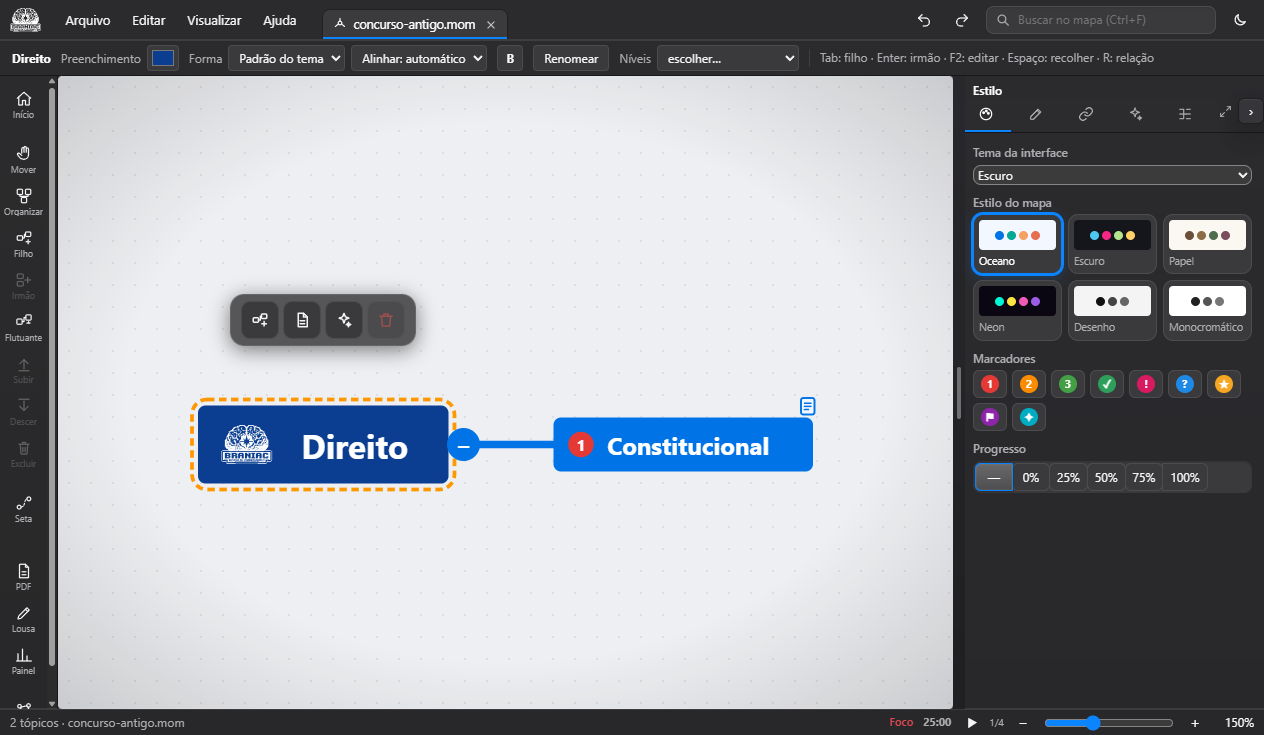 BRANIAC
Arquivo Editar Visualizar Ajuda
concurso-antigo.mom
Buscar no mapa (Ctrl+F)
Direito Preenchimento Forma Padrão do tema Alinhar: automático B Renomear Níveis escolher... Tab: filho · Enter: irmão · F2: editar · Espaço: recolher · R: relação
Início
Mover
Organizar
Filho
Irmão
Flutuante
Subir
Descer
Excluir
Seta
PDF
Lousa
Painel
BRANIAC
Direito
1 Constitucional
Estilo
Tema da interface
Escuro
Estilo do mapa
Oceano Escuro Papel
Neon Desenho Monocromático
Marcadores
1 2 3 ✓ ! ? ★
Progresso
— 0% 25% 50% 75% 100%
2 tópicos · concurso-antigo.mom
Foco 25:00 1/4 − + 150%